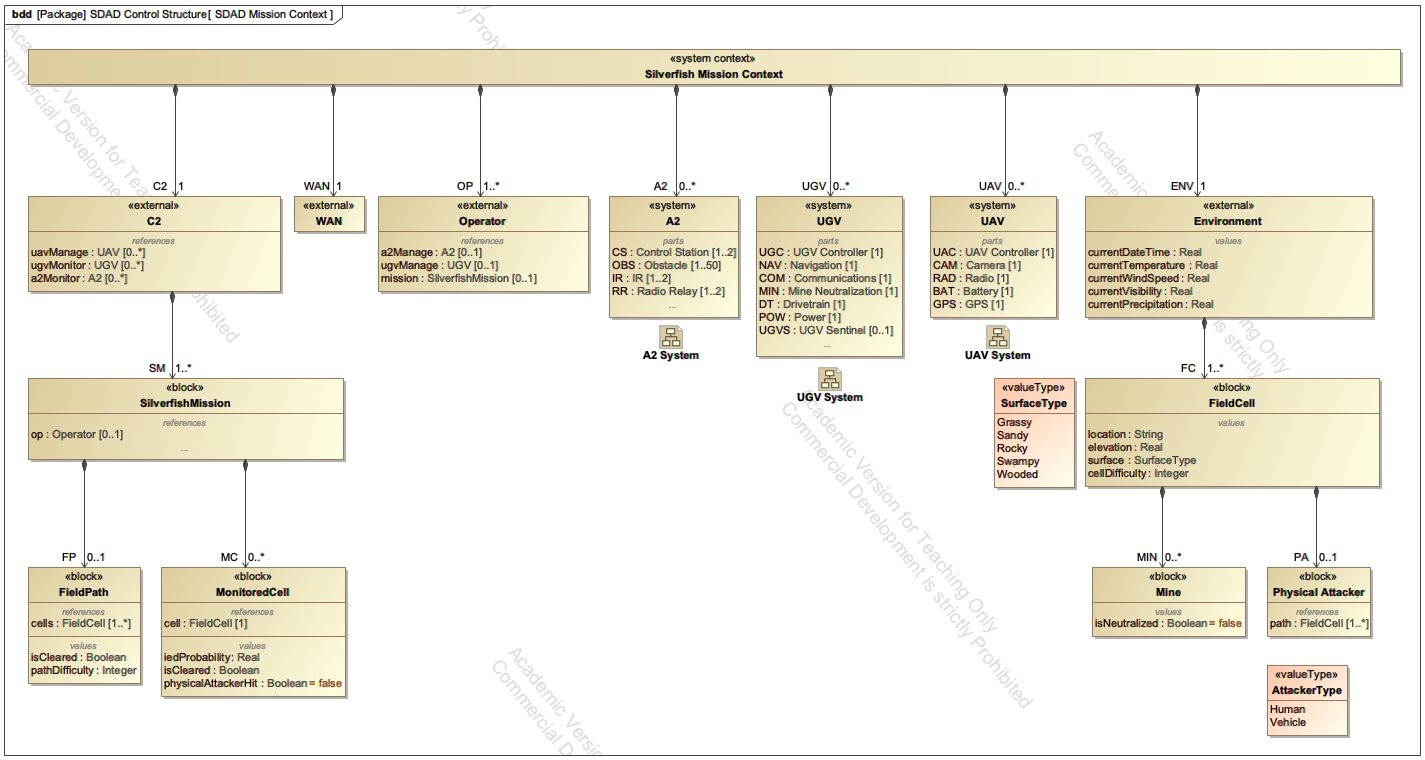 bdd [Package] SDAD Control Structure[ SDAD Mission Context ]
«system context»
Silverfish Mission Context
C2 1
WAN 1
OP 1..*
A2 0..*
UGV 0..*
UAV 0..*
ENV 1
«external»
C2
references
uavManage : UAV [0..*]
ugvMonitor : UGV [0..*]
a2Monitor : A2 [0..*]
«external»
WAN
«external»
Operator
references
a2Manage : A2 [0..1]
ugvManage : UGV [0..1]
mission : SilverfishMission [0..1]
«system»
A2
parts
CS : Control Station [1..2]
OBS : Obstacle [1..50]
IR : IR [1..2]
RR : Radio Relay [1..2]
...
A2 System
«system»
UGV
parts
UGC : UGV Controller [1]
NAV : Navigation [1]
COM : Communications [1]
MIN : Mine Neutralization [1]
DT : Drivetrain [1]
POW : Power [1]
UGVS : UGV Sentinel [0..1]
...
UGV System
«system»
UAV
parts
UAC : UAV Controller [1]
CAM : Camera [1]
RAD : Radio [1]
BAT : Battery [1]
GPS : GPS [1]
UAV System
«external»
Environment
values
currentDateTime : Real
currentTemperature : Real
currentWindSpeed : Real
currentVisibility : Real
currentPrecipitation : Real
SM 1..*
«block»
SilverfishMission
references
op : Operator [0..1]
...
«valueType»
SurfaceType
Grassy
Sandy
Rocky
Swampy
Wooded
FC 1..*
«block»
FieldCell
values
location : String
elevation : Real
surface : SurfaceType
cellDifficulty : Integer
FP 0..1
«block»
FieldPath
references
cells : FieldCell [1..*]
values
isCleared : Boolean
pathDifficulty : Integer
MC 0..*
«block»
MonitoredCell
references
cell : FieldCell [1]
values
iedProbability: Real
isCleared : Boolean
physicalAttackerHit : Boolean = false
MIN 0..*
«block»
Mine
values
isNeutralized : Boolean = false
PA 0..1
«block»
Physical Attacker
references
path : FieldCell [1..*]
«valueType»
AttackerType
Human
Vehicle
Academic Version for Teaching Only
Commercial Development is strictly Prohibited